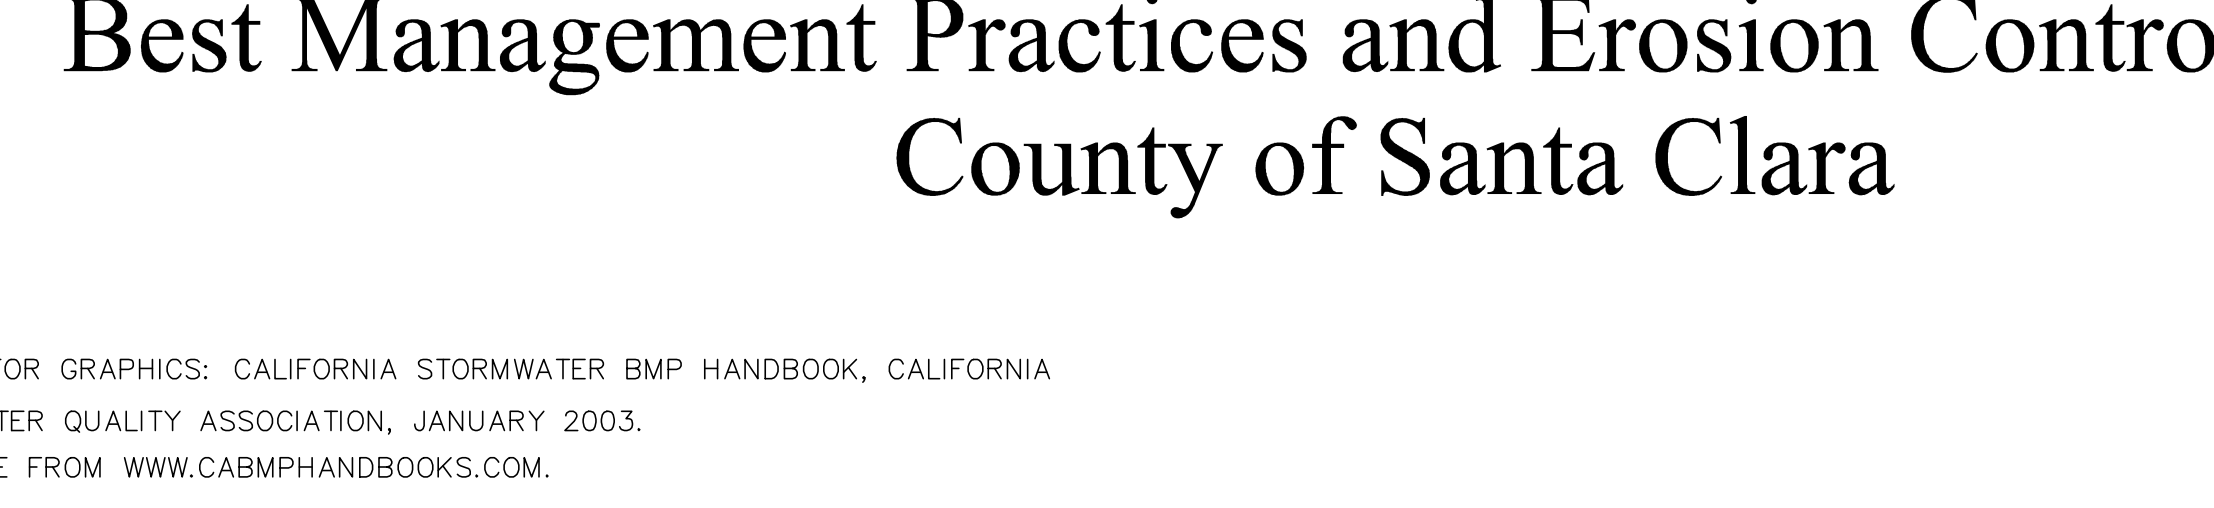 Best Management Practices and Erosion Contro
County of Santa Clara
FOR GRAPHICS: CALIFORNIA STORMWATER BMP HANDBOOK, CALIFORNIA
TER QUALITY ASSOCIATION, JANUARY 2003.
E FROM WWW.CABMPHANDBOOKS.COM.